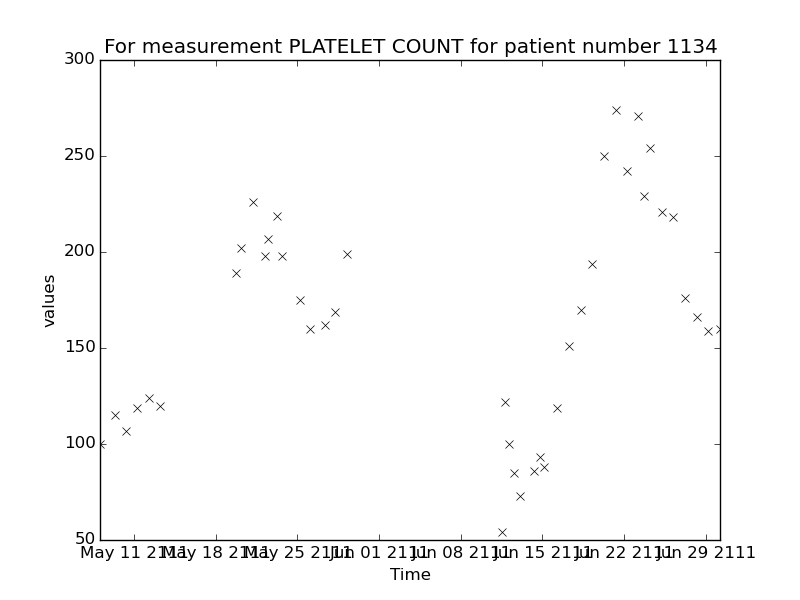 For measurement PLATELET COUNT for patient number 1134
300
250
200
150
100
50
values
May 11 2111
May 18 2111
May 25 2111
Jun 01 2111
Jun 08 2111
Jun 15 2111
Jun 22 2111
Jun 29 2111
Time